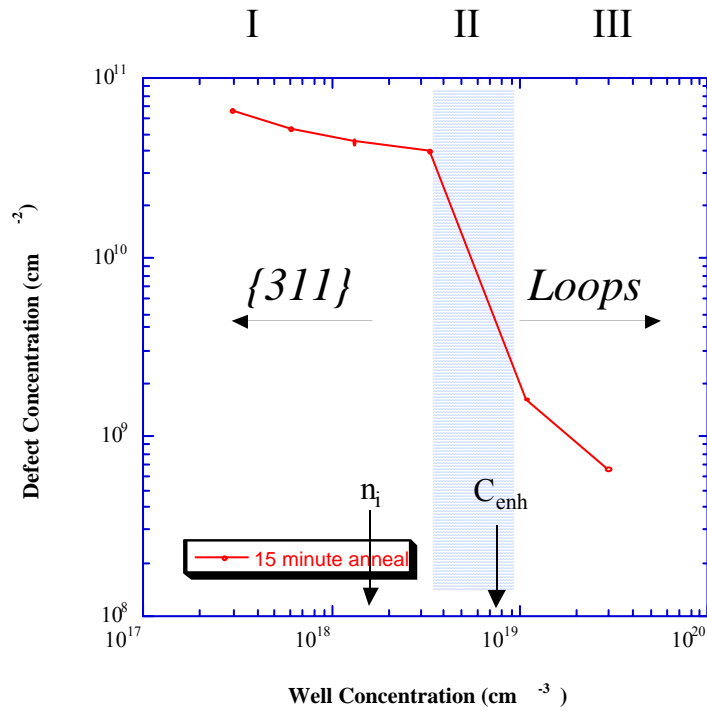 I II III
10^11
10^10
10^9
10^8
Defect Concentration (cm^-2)
{311} Loops
n_i C_enh
15 minute anneal
10^17 10^18 10^19 10^20
Well Concentration (cm^-3)